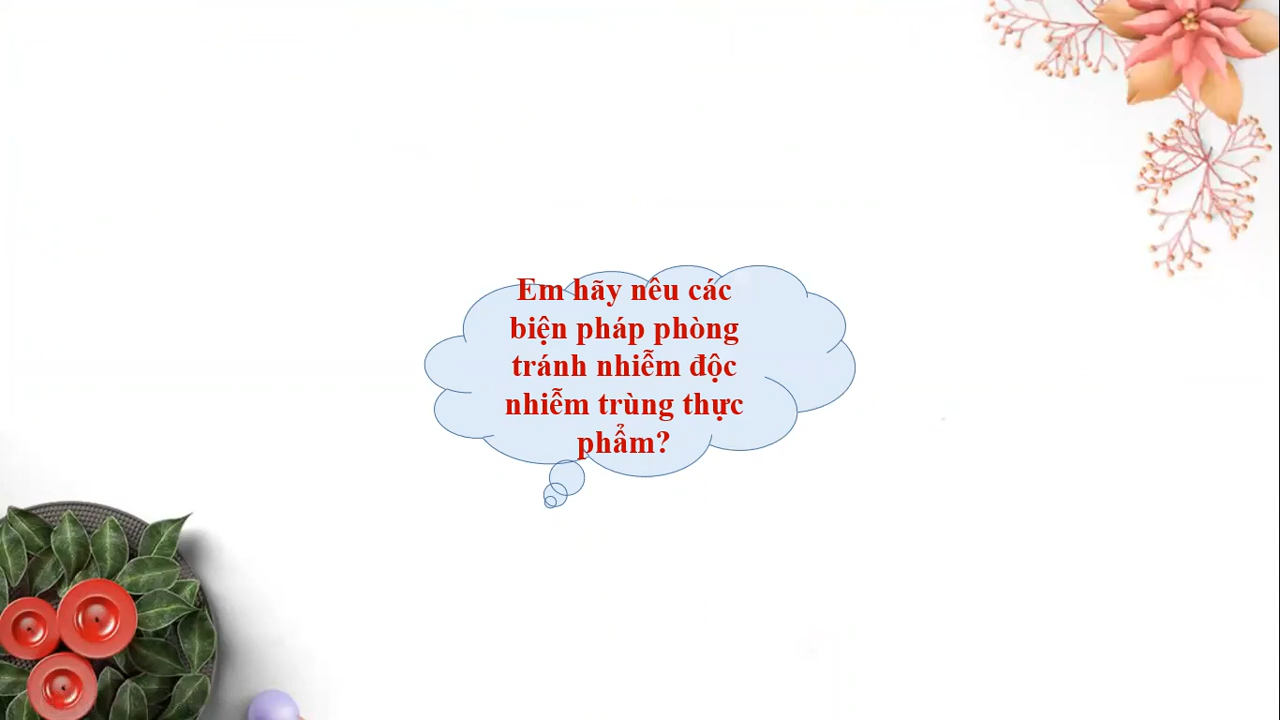 Em hãy nêu các
biện pháp phòng
tránh nhiễm độc
nhiễm trùng thực
phẩm?